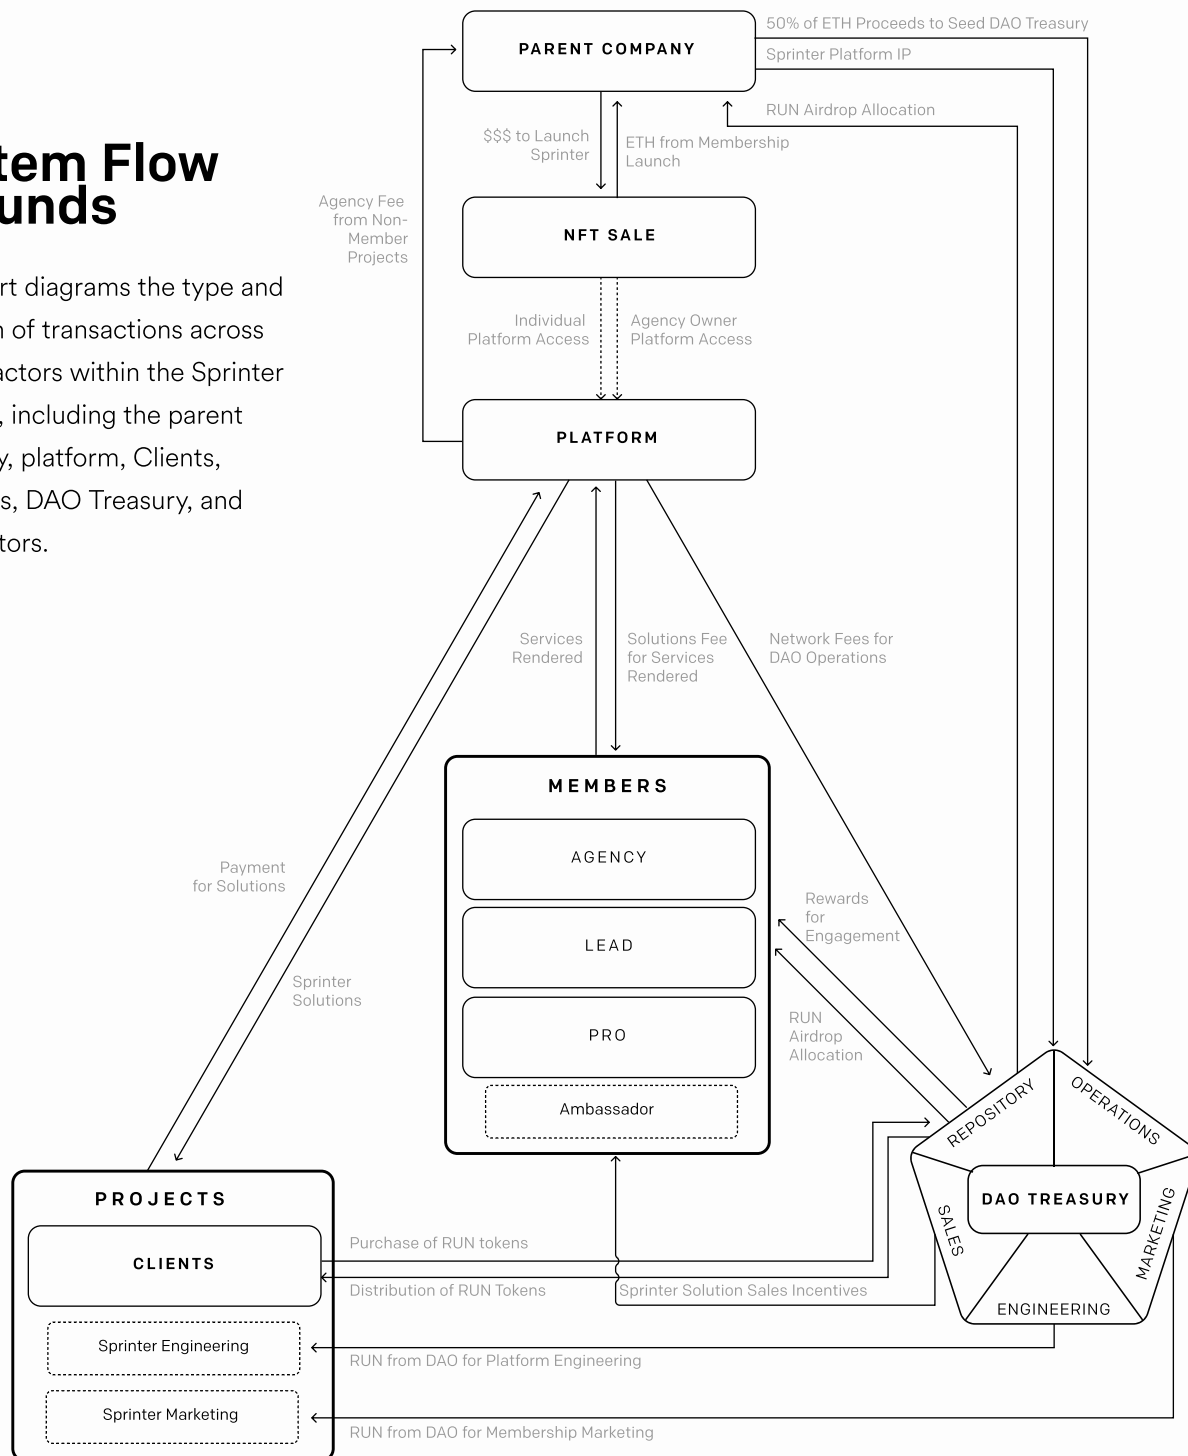 tem Flow
unds
rt diagrams the type and
n of transactions across
actors within the Sprinter
, including the parent
y, platform, Clients,
s, DAO Treasury, and
tors.
PARENT COMPANY
50% of ETH Proceeds to Seed DAO Treasury
Sprinter Platform IP
RUN Airdrop Allocation
$$$ to Launch
Sprinter
ETH from Membership
Launch
Agency Fee
from Non-
Member
Projects
NFT SALE
Individual
Platform Access
Agency Owner
Platform Access
PLATFORM
Services
Rendered
Solutions Fee
for Services
Rendered
Network Fees for
DAO Operations
MEMBERS
AGENCY
LEAD
PRO
Ambassador
Payment
for Solutions
Sprinter
Solutions
Rewards
for
Engagement
RUN
Airdrop
Allocation
REPOSITORY
OPERATIONS
DAO TREASURY
SALES
MARKETING
ENGINEERING
PROJECTS
CLIENTS
Purchase of RUN tokens
Distribution of RUN Tokens
Sprinter Solution Sales Incentives
Sprinter Engineering
RUN from DAO for Platform Engineering
Sprinter Marketing
RUN from DAO for Membership Marketing